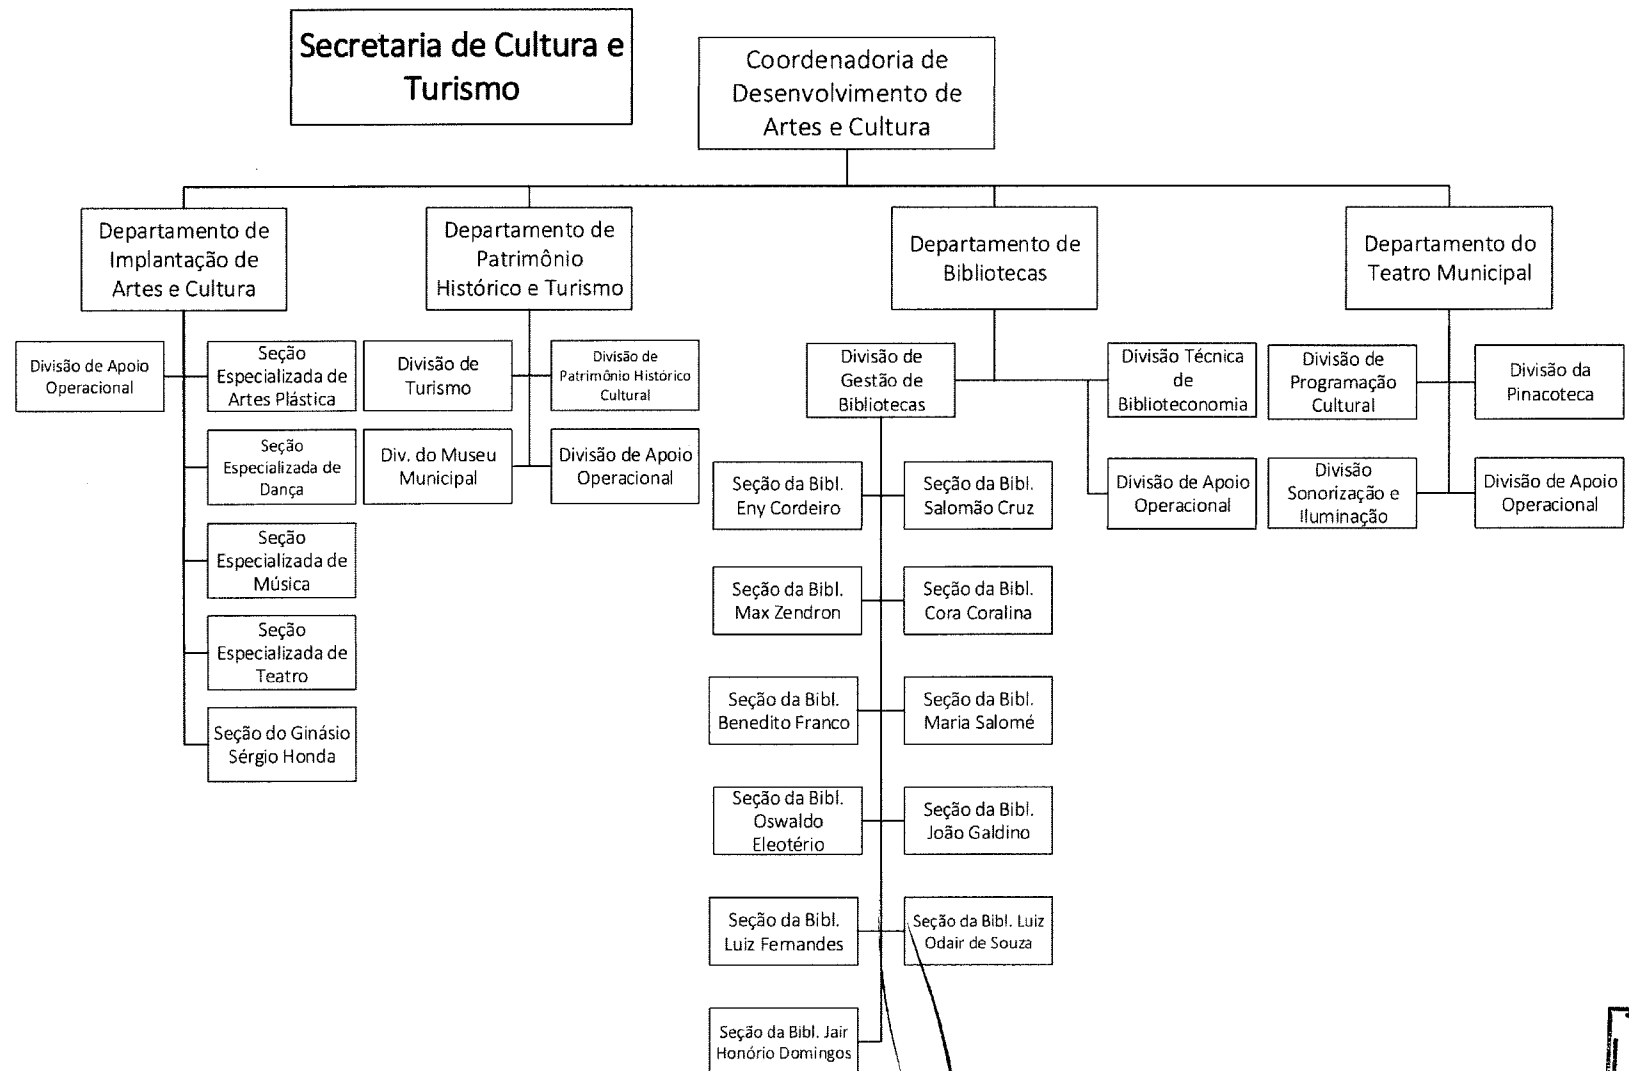 Secretaria de Cultura e
Turismo
Coordenadoria de
Desenvolvimento de
Artes e Cultura
Departamento de
Implantação de
Artes e Cultura
Departamento de
Patrimônio
Histórico e Turismo
Departamento de
Bibliotecas
Departamento do
Teatro Municipal
Divisão de Apoio
Operacional
Seção
Especializada de
Artes Plástica
Divisão de
Turismo
Divisão de
Patrimônio Histórico
Cultural
Divisão de
Gestão de
Bibliotecas
Divisão Técnica
de
Biblioteconomia
Divisão de
Programação
Cultural
Divisão da
Pinacoteca
Seção
Especializada de
Dança
Div. do Museu
Municipal
Divisão de Apoio
Operacional
Seção da Bibl.
Eny Cordeiro
Seção da Bibl.
Salomão Cruz
Divisão de Apoio
Operacional
Divisão
Sonorização e
Iluminação
Divisão de Apoio
Operacional
Seção
Especializada de
Música
Seção da Bibl.
Max Zendron
Seção da Bibl.
Cora Coralina
Seção
Especializada de
Teatro
Seção da Bibl.
Benedito Franco
Seção da Bibl.
Maria Salomé
Seção do Ginásio
Sérgio Honda
Seção da Bibl.
Oswaldo
Eleotério
Seção da Bibl.
João Galdino
Seção da Bibl.
Luiz Fernandes
Seção da Bibl. Luiz
Odair de Souza
Seção da Bibl. Jair
Honório Domingos